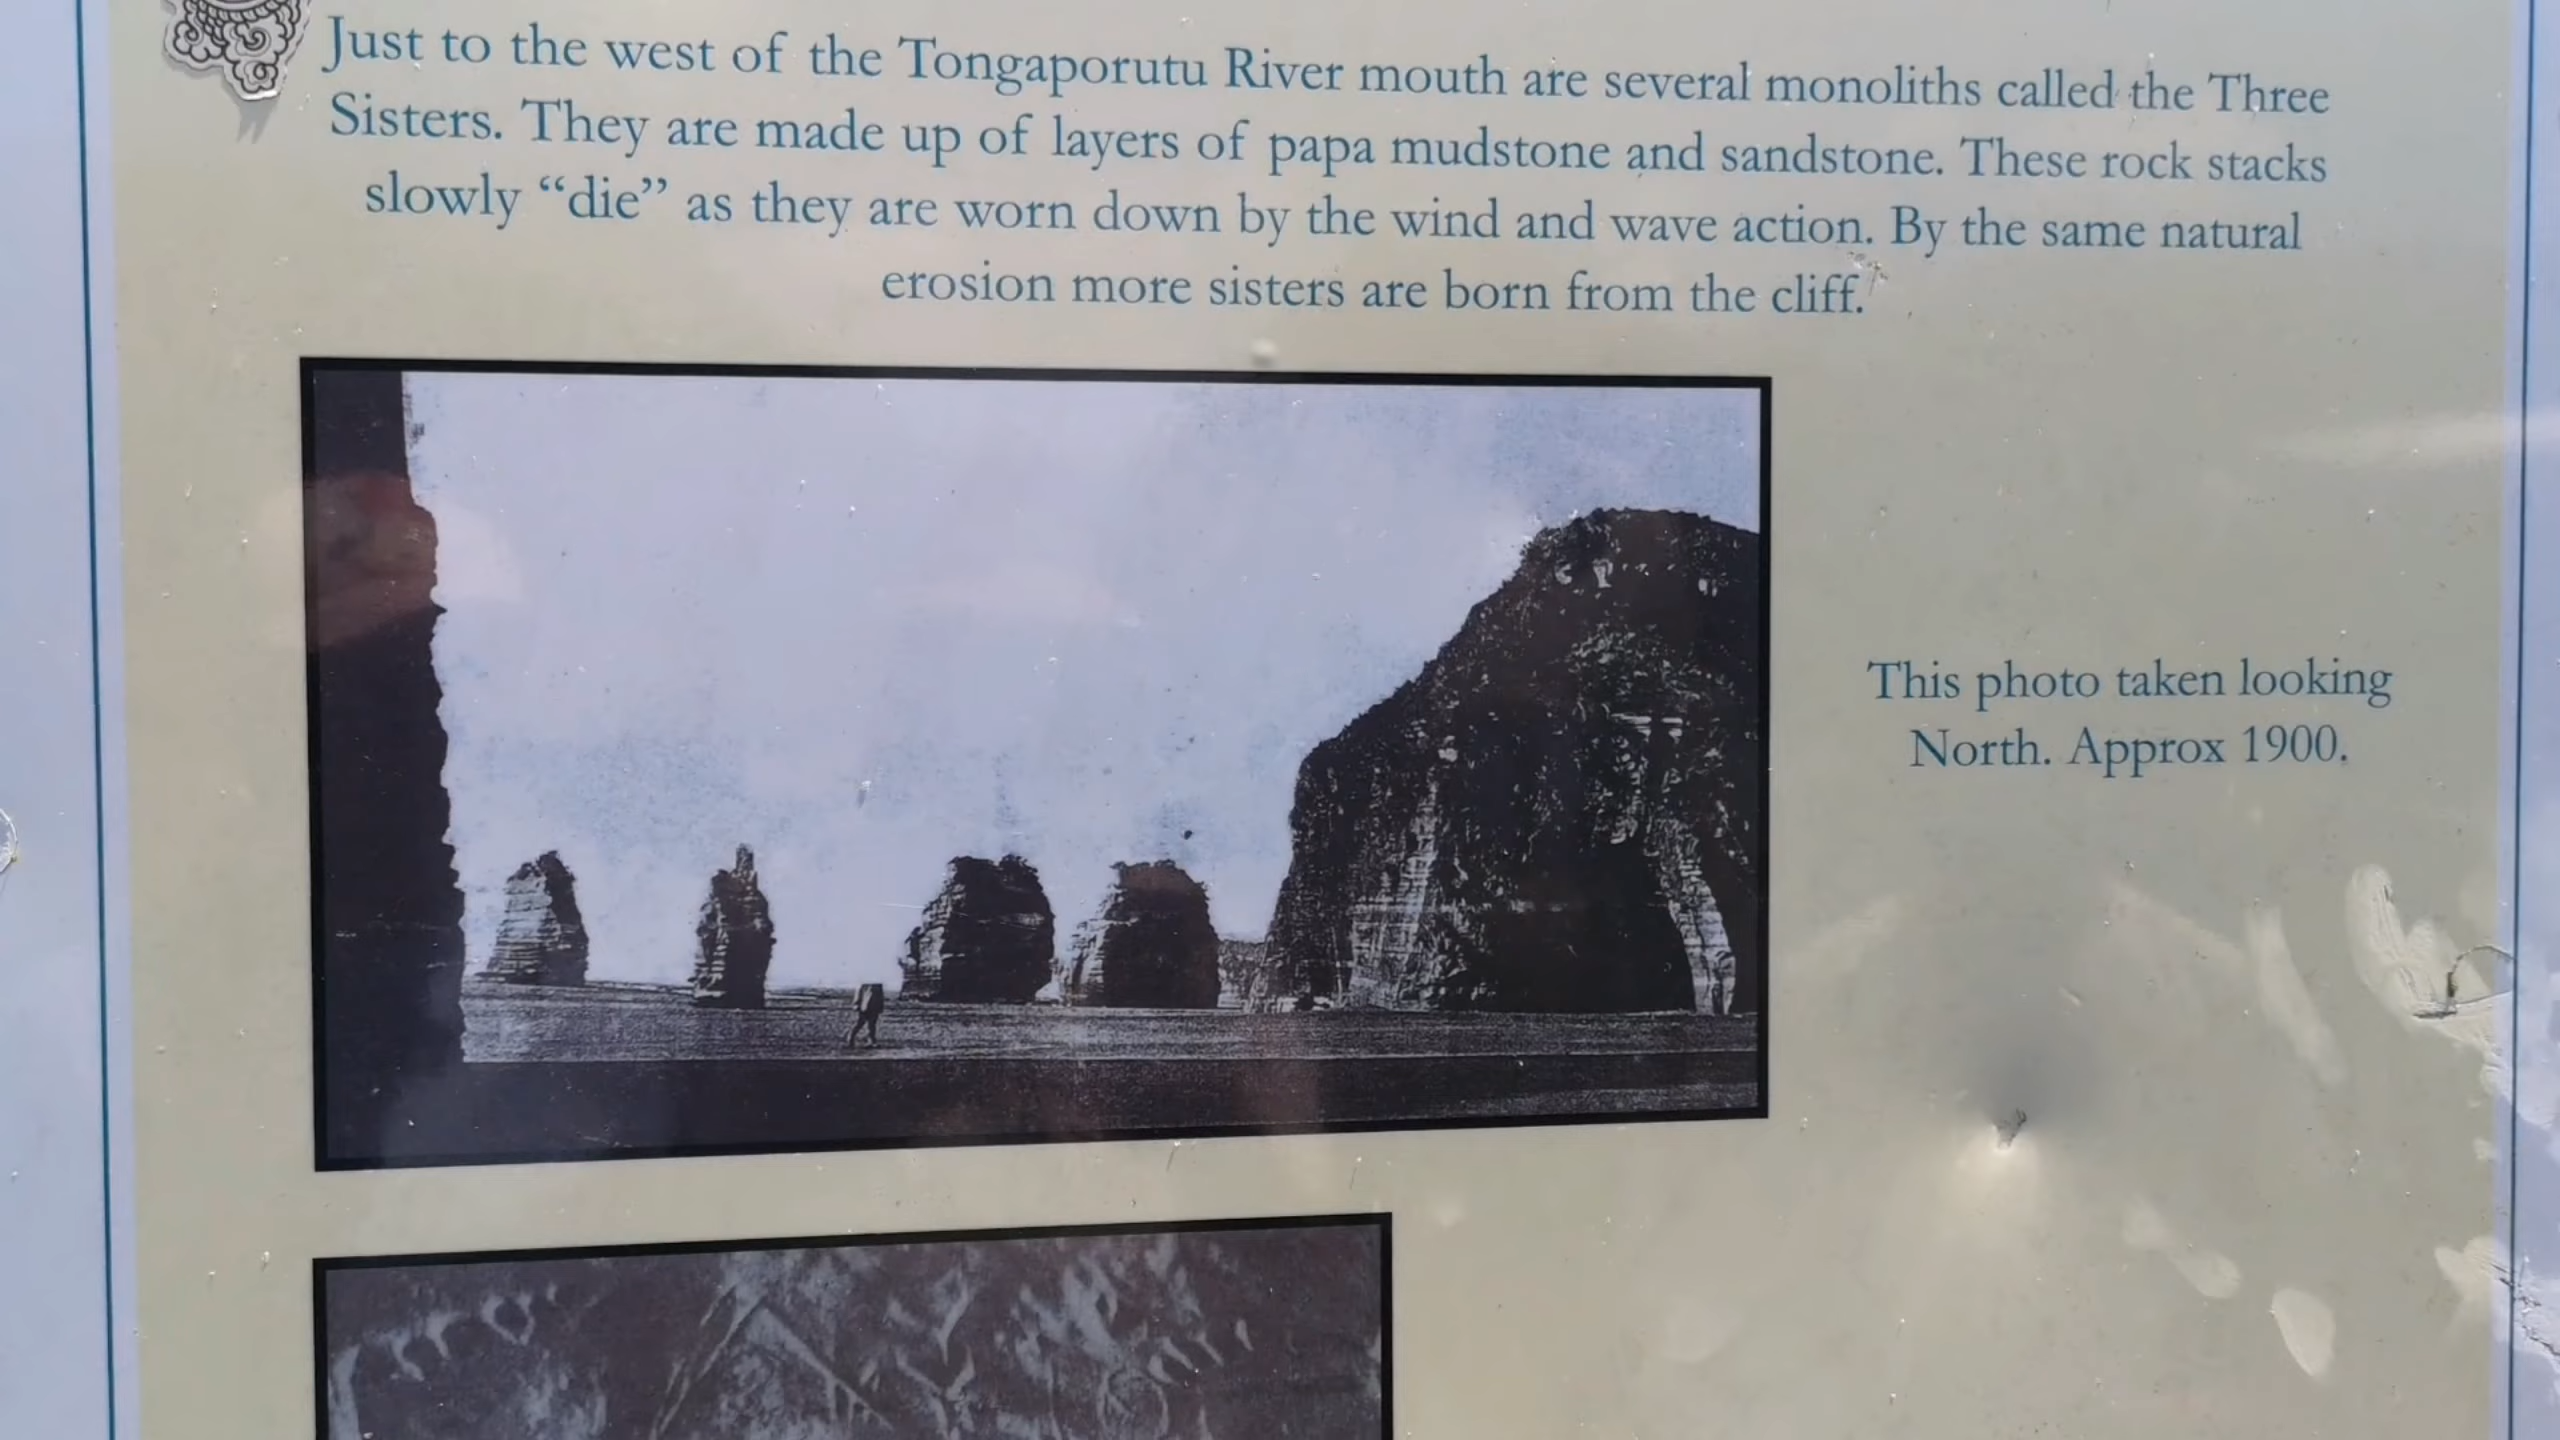 Just to the west of the Tongaporutu River mouth are several monoliths called the Three
Sisters. They are made up of layers of papa mudstone and sandstone. These rock stacks
slowly “die” as they are worn down by the wind and wave action. By the same natural
erosion more sisters are born from the cliff.
This photo taken looking
North. Approx 1900.